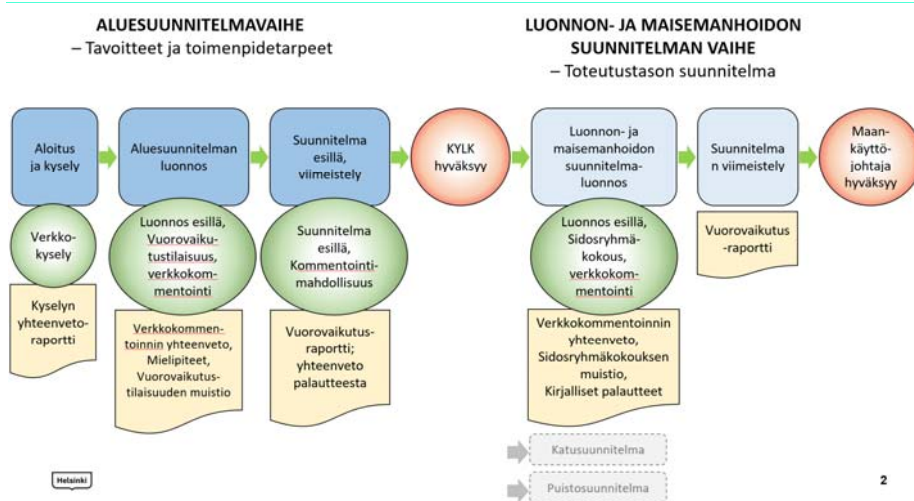 ALUESUUNNITELMAVAIHE
– Tavoitteet ja toimenpidetarpeet
LUONNON- JA MAISEMANHOIDON
SUUNNITELMAN VAIHE
– Toteutustason suunnitelma
Aloitus
ja kysely
Aluesuunnitelman
luonnos
Suunnitelma
esillä,
viimeistely
KYLK
hyväksyy
Luonnon- ja
maisemanhoidon
suunnitelma-
luonnos
Suunnitelma
n viimeistely
Maan-
käyttö-
johtaja
hyväksyy
Verkko-
kysely
Luonnos esillä,
Vuorovaiku-
tustilaisuus,
verkkokom-
mentointi
Suunnitelma
esillä,
Kommentointi-
mahdollisuus
Luonnos esillä,
Sidosryhmä-
kokous,
verkkokom-
mentointi
Vuorovaikutus
-raportti
Kyselyn
yhteenveto-
raportti
Verkkokommen-
toinnin yhteenveto,
Mielipiteet,
Vuorovaikutus-
tilaisuuden muistio
Vuorovaikutus-
raportti;
yhteenveto
palautteesta
Verkkokommentoinnin
yhteenveto,
Sidosryhmäkokouksen
muistio,
Kirjalliset palautteet
Katusuunnitelma
Puistosuunnitelma
Helsinki
2